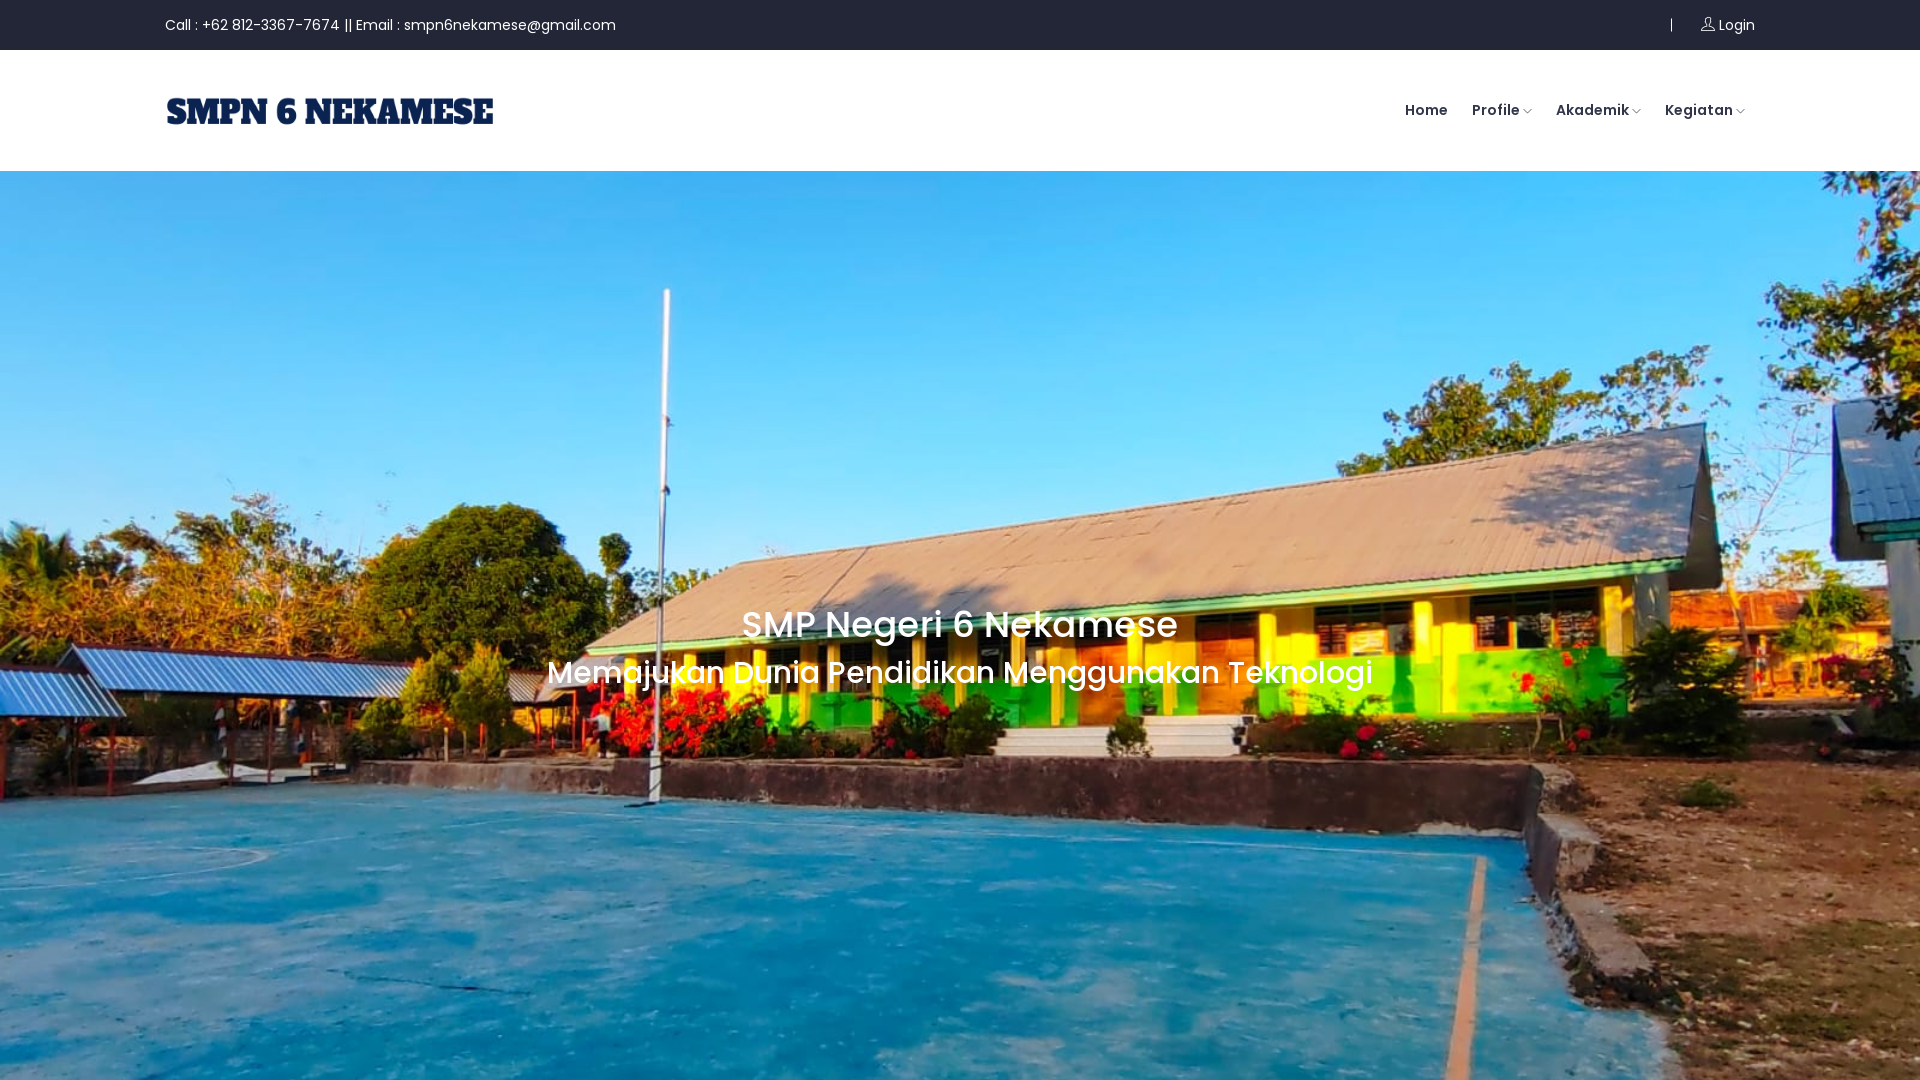 Call : +62 812-3367-7674 || Email : smpn6nekamese@gmail.com
| Login
SMPN 6 NEKAMESE
Home Profile Akademik Kegiatan
SMP Negeri 6 Nekamese
Memajukan Dunia Pendidikan Menggunakan Teknologi